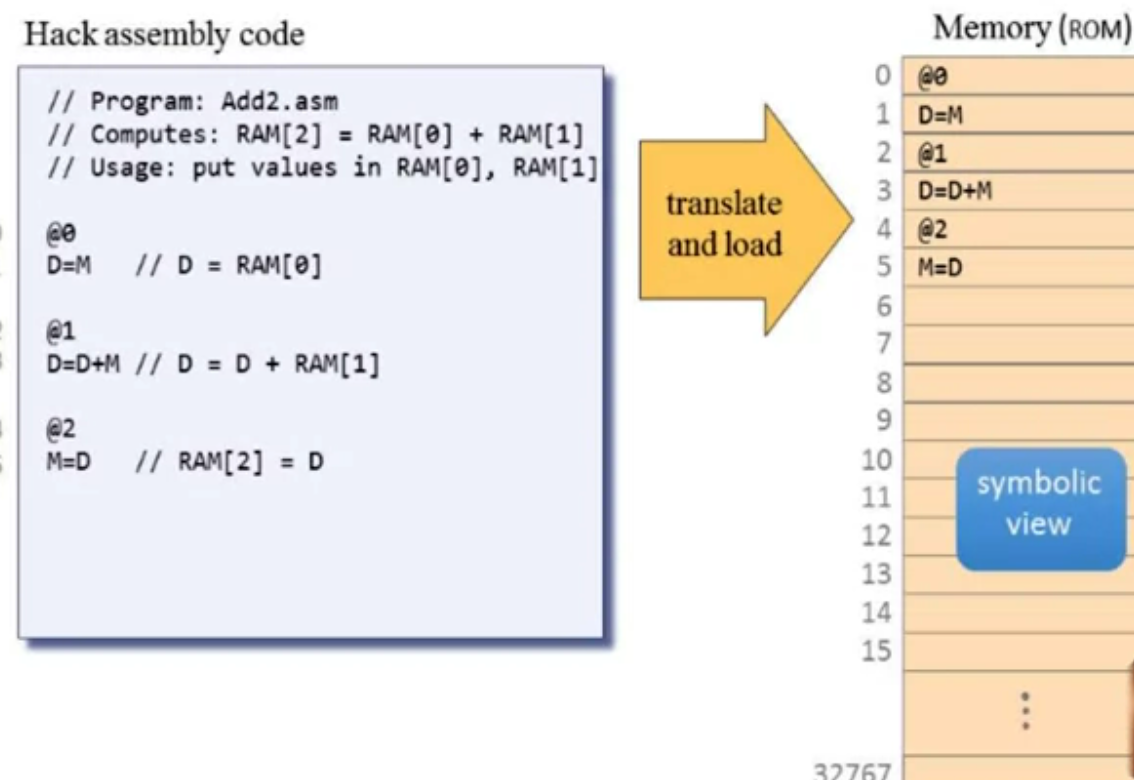 Hack assembly code
// Program: Add2.asm
// Computes: RAM[2] = RAM[0] + RAM[1]
// Usage: put values in RAM[0], RAM[1]
@0
D=M // D = RAM[0]
@1
D=D+M // D = D + RAM[1]
@2
M=D // RAM[2] = D
translate
and load
Memory (ROM)
0 @0
1 D=M
2 @1
3 D=D+M
4 @2
5 M=D
6
7
8
9
10
11
12
13
14
15
symbolic
view
32767